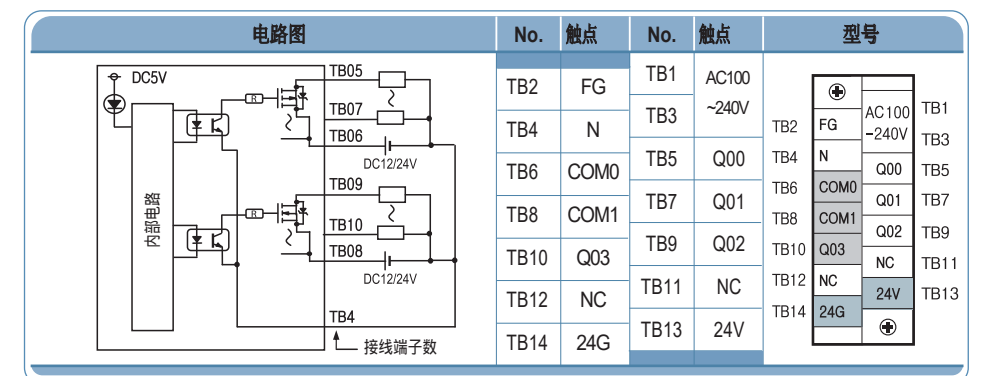 电路图 No. 触点 No. 触点 型号
DC5V
R
TB05
TB07
TB06
DC12/24V
内部电路
R
TB09
TB10
TB08
DC12/24V
TB4
接线端子数
TB2 FG
TB4 N
TB6 COM0
TB8 COM1
TB10 Q03
TB12 NC
TB14 24G
TB1 AC100
TB3 ~240V
TB5 Q00
TB7 Q01
TB9 Q02
TB11 NC
TB13 24V
TB2 FG
TB4 N
TB6 COM0
TB8 COM1
TB10 Q03
TB12 NC
TB14 24G
AC100 TB1
-240V TB3
Q00 TB5
Q01 TB7
Q02 TB9
NC TB11
24V TB13